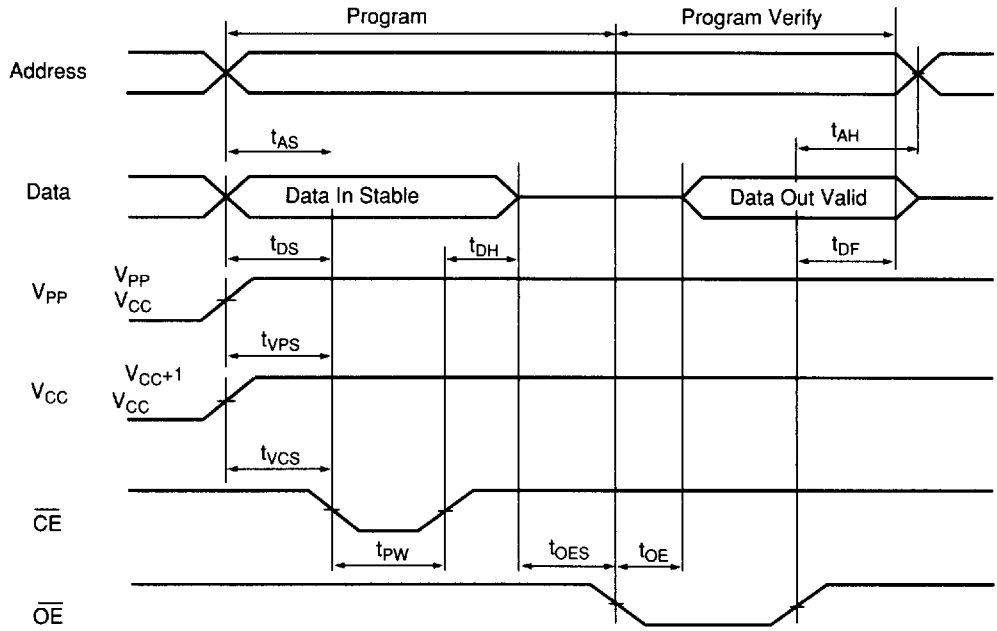 Program Program Verify
Address
tAS tAH
Data Data In Stable Data Out Valid
tDS tDH tDF
VPP VPP
VCC
tVPS
VCC VCC+1
VCC
tVCS
CE
tPW tOES tOE
OE